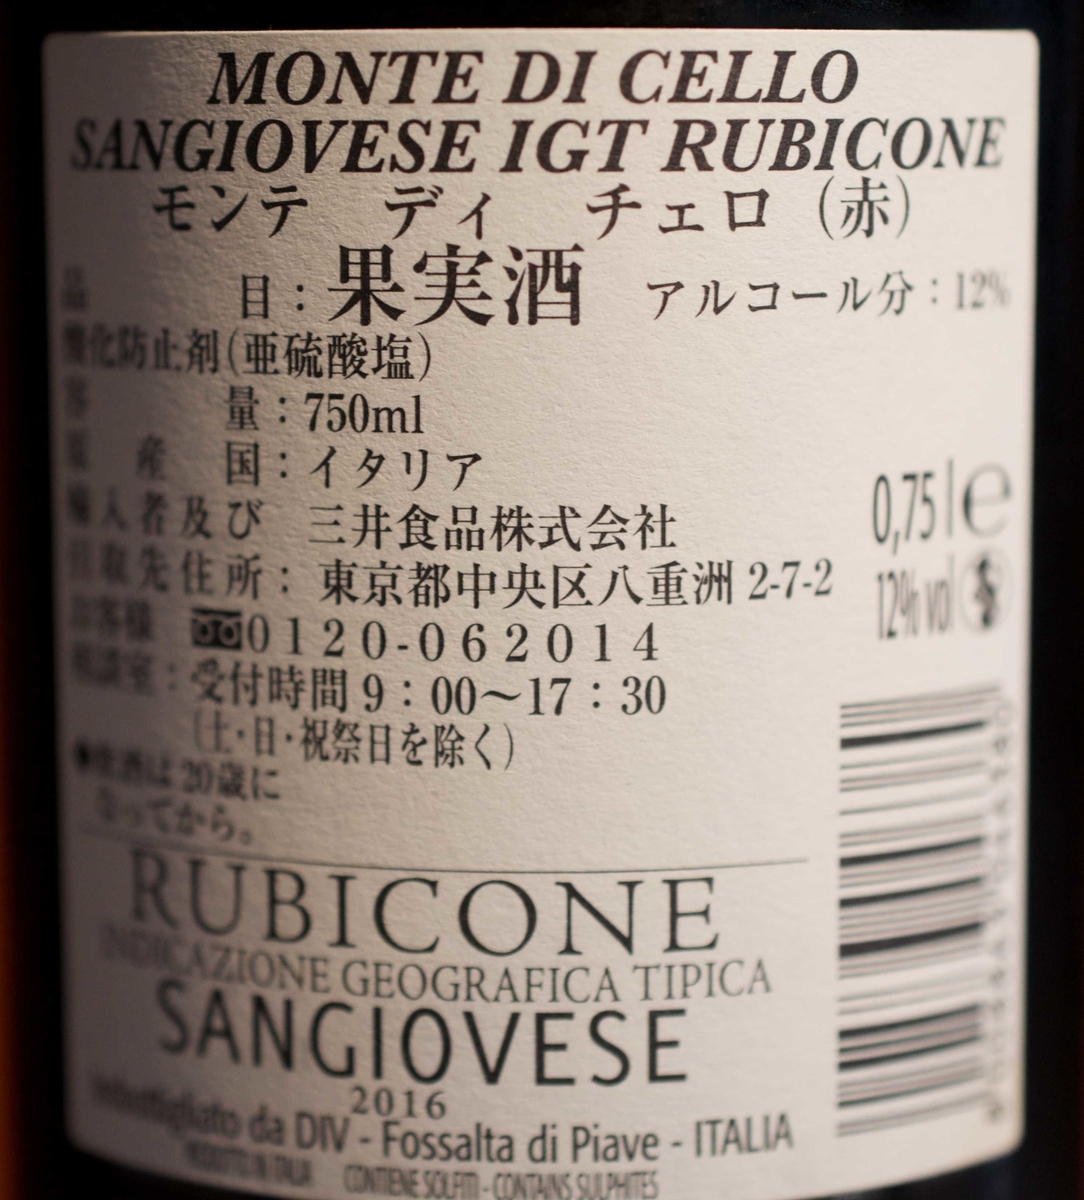 MONTE DI CELLO
SANGIOVESE IGT RUBICONE
モンテ ディ チェロ (赤)
品 目:果実酒 アルコール分:12%
酸化防止剤(亜硫酸塩)
容 量:750ml
原 産 国:イタリア
輸入者及び 三井食品株式会社
引取先住所: 東京都中央区八重洲 2-7-2
お客様 0120-062014
相談室:受付時間 9:00~17:30
(土・日・祝祭日を除く)
●飲酒は20歳に
なってから。
0,75 l e
12% vol
RUBICONE
INDICAZIONE GEOGRAFICA TIPICA
SANGIOVESE
2016
Imbottigliato da DIV - Fossalta di Piave - ITALIA
PRODOTTO IN ITALIA CONTIENE SOLFITI - CONTAINS SULPHITES